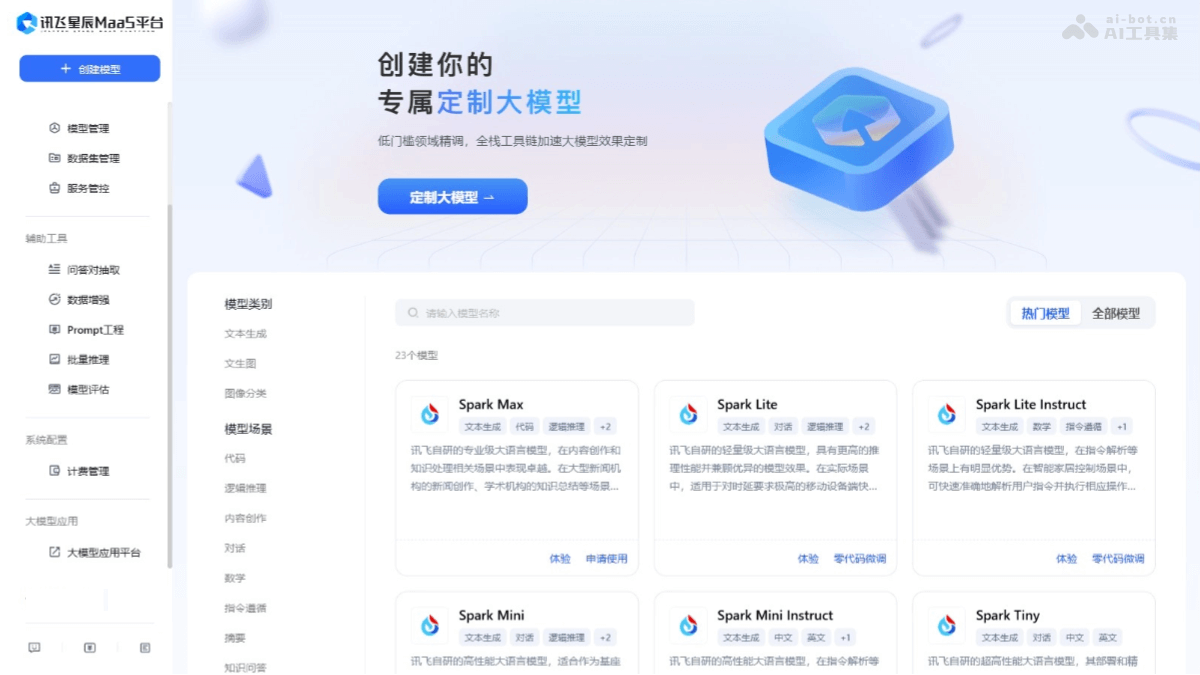 讯飞星辰MaaS平台
创建模型
模型管理
数据集管理
服务管控
辅助工具
问答对抽取
数据增强
Prompt工程
批量推理
模型评估
系统配置
计费管理
大模型应用
大模型应用平台
ai-bot.cn
AI工具集
创建你的
专属定制大模型
低门槛领域精调，全栈工具链加速大模型效果定制
定制大模型 →
模型类别
文本生成
文生图
图像分类
模型场景
代码
逻辑推理
内容创作
对话
数学
指令遵循
摘要
知识问答
请输入模型名称
热门模型 全部模型
23个模型
Spark Max
文本生成 代码 逻辑推理 +2
讯飞自研的专业级大语言模型，在内容创作和
知识处理相关场景中表现卓越。在大型新闻机
构的新闻创作、学术机构的知识总结等场景...
体验 申请使用
Spark Lite
文本生成 对话 逻辑推理 +2
讯飞自研的轻量级大语言模型，具有更高的推
理性能并兼顾优异的模型效果。在实际场景
中，适用于对时延要求极高的移动设备端快...
体验 零代码微调
Spark Lite Instruct
文本生成 数学 指令遵循 +1
讯飞自研的轻量级大语言模型，在指令解析等
场景上有明显优势。在智能家居控制场景中，
可快速准确地解析用户指令并执行相应操作...
体验 零代码微调
Spark Mini
文本生成 对话 逻辑推理 +2
讯飞自研的高性能大语言模型，适合作为基座
Spark Mini Instruct
文本生成 中文 英文 +1
讯飞自研的高性能大语言模型，在指令解析等
Spark Tiny
文本生成 对话 中文 英文
讯飞自研的超高性能大语言模型，其部署和精